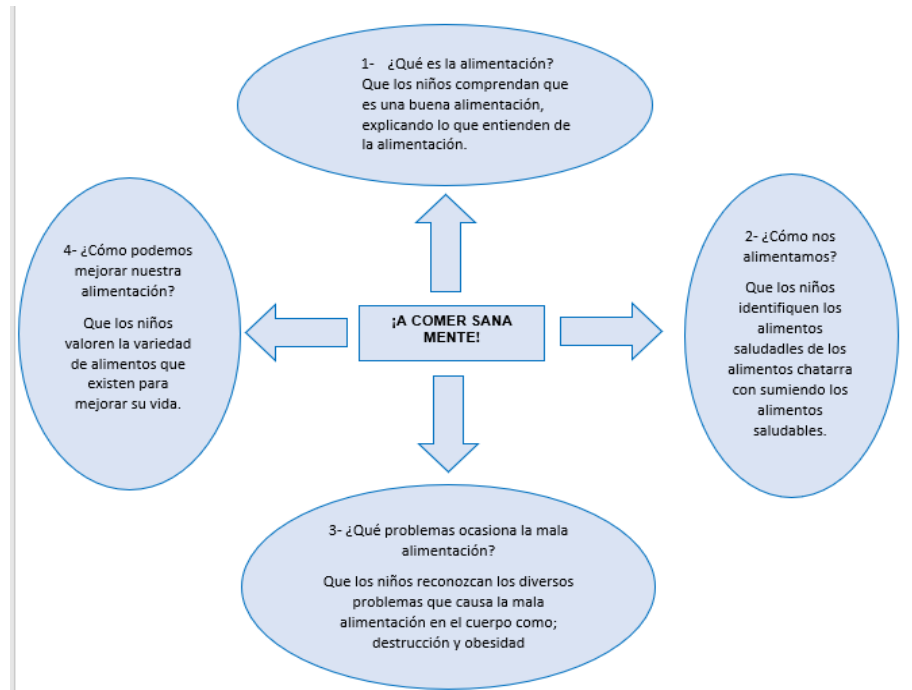 1- ¿Qué es la alimentación?
Que los niños comprendan que
es una buena alimentación,
explicando lo que entienden de
la alimentación.
4- ¿Cómo podemos
mejorar nuestra
alimentación?
Que los niños
valoren la variedad
de alimentos que
existen para
mejorar su vida.
¡A COMER SANA
MENTE!
2- ¿Cómo nos
alimentamos?
Que los niños
identifiquen los
alimentos
saludadles de los
alimentos chatarra
con sumiendo los
alimentos
saludables.
3- ¿Qué problemas ocasiona la mala
alimentación?
Que los niños reconozcan los diversos
problemas que causa la mala
alimentación en el cuerpo como;
destrucción y obesidad